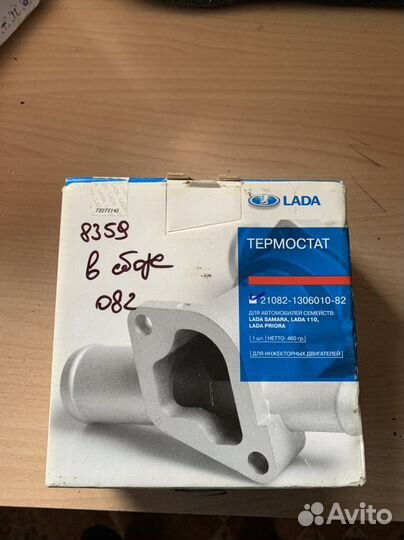 72277147
8359
в сборе
082
LADA
ТЕРМОСТАТ
21082-1306010-82
ДЛЯ АВТОМОБИЛЕЙ СЕМЕЙСТВ:
LADA SAMARA, LADA 110,
LADA PRIORA
1 шт. НЕТТО: 460 гр.
ДЛЯ ИНЖЕКТОРНЫХ ДВИГАТЕЛЕЙ
Avito